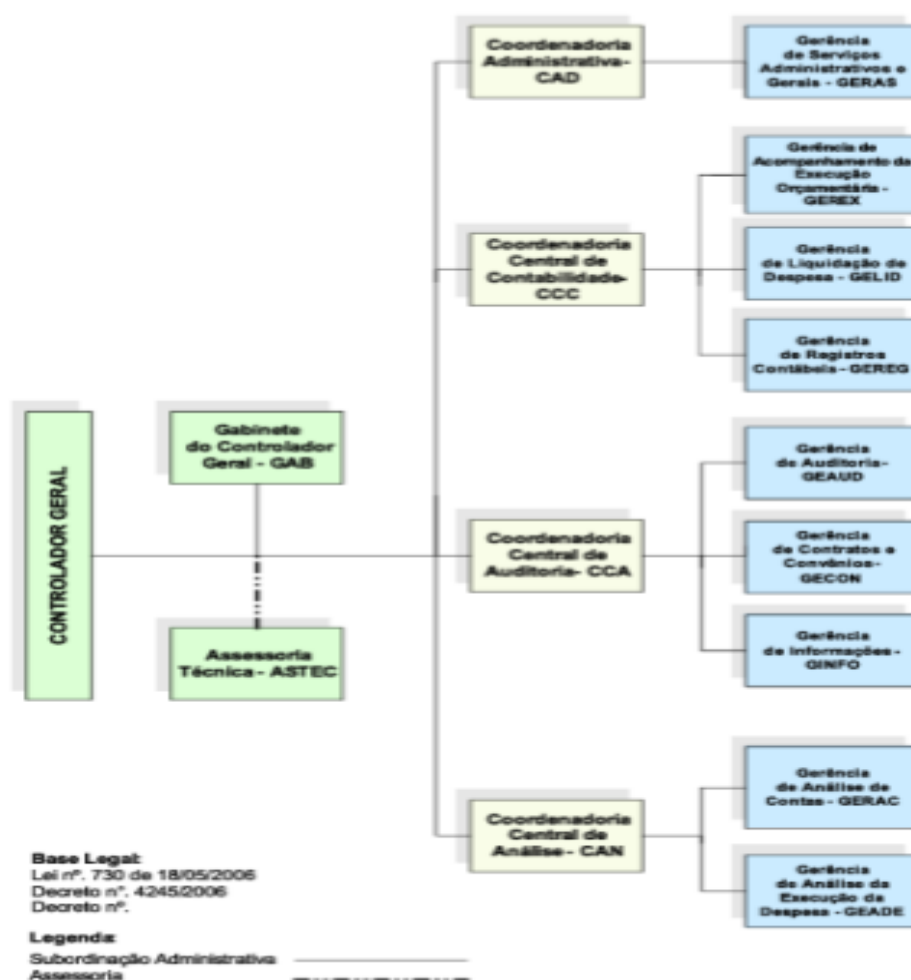 CONTROLADOR GERAL
Gabinete
do Controlador
Geral - GAB
Assessoria
Técnica - ASTEC
Coordenadoria
Administrativa-
CAD
Gerência
de Serviços
Administrativos e
Gerais - GERAS
Coordenadoria
Central de
Contabilidade-
CCC
Gerência de
Acompanhamento da
Execução
Orçamentária -
GEREX
Gerência
de Liquidação de
Despesa - GELID
Gerência
de Registros
Contábeis - GEREG
Coordenadoria
Central de
Auditoria- CCA
Gerência
de Auditoria-
GEAUD
Gerência
de Contratos e
Convênios-
GECON
Gerência
de Informações -
GINFO
Coordenadoria
Central de
Análise - CAN
Gerência
de Análise de
Contas - GERAC
Gerência
de Análise da
Execução da
Despesa - GEADE
Base Legal:
Lei nº. 730 de 18/05/2006
Decreto n°. 4245/2006
Decreto nº.
Legenda:
Subordinação Administrativa
Assessoria